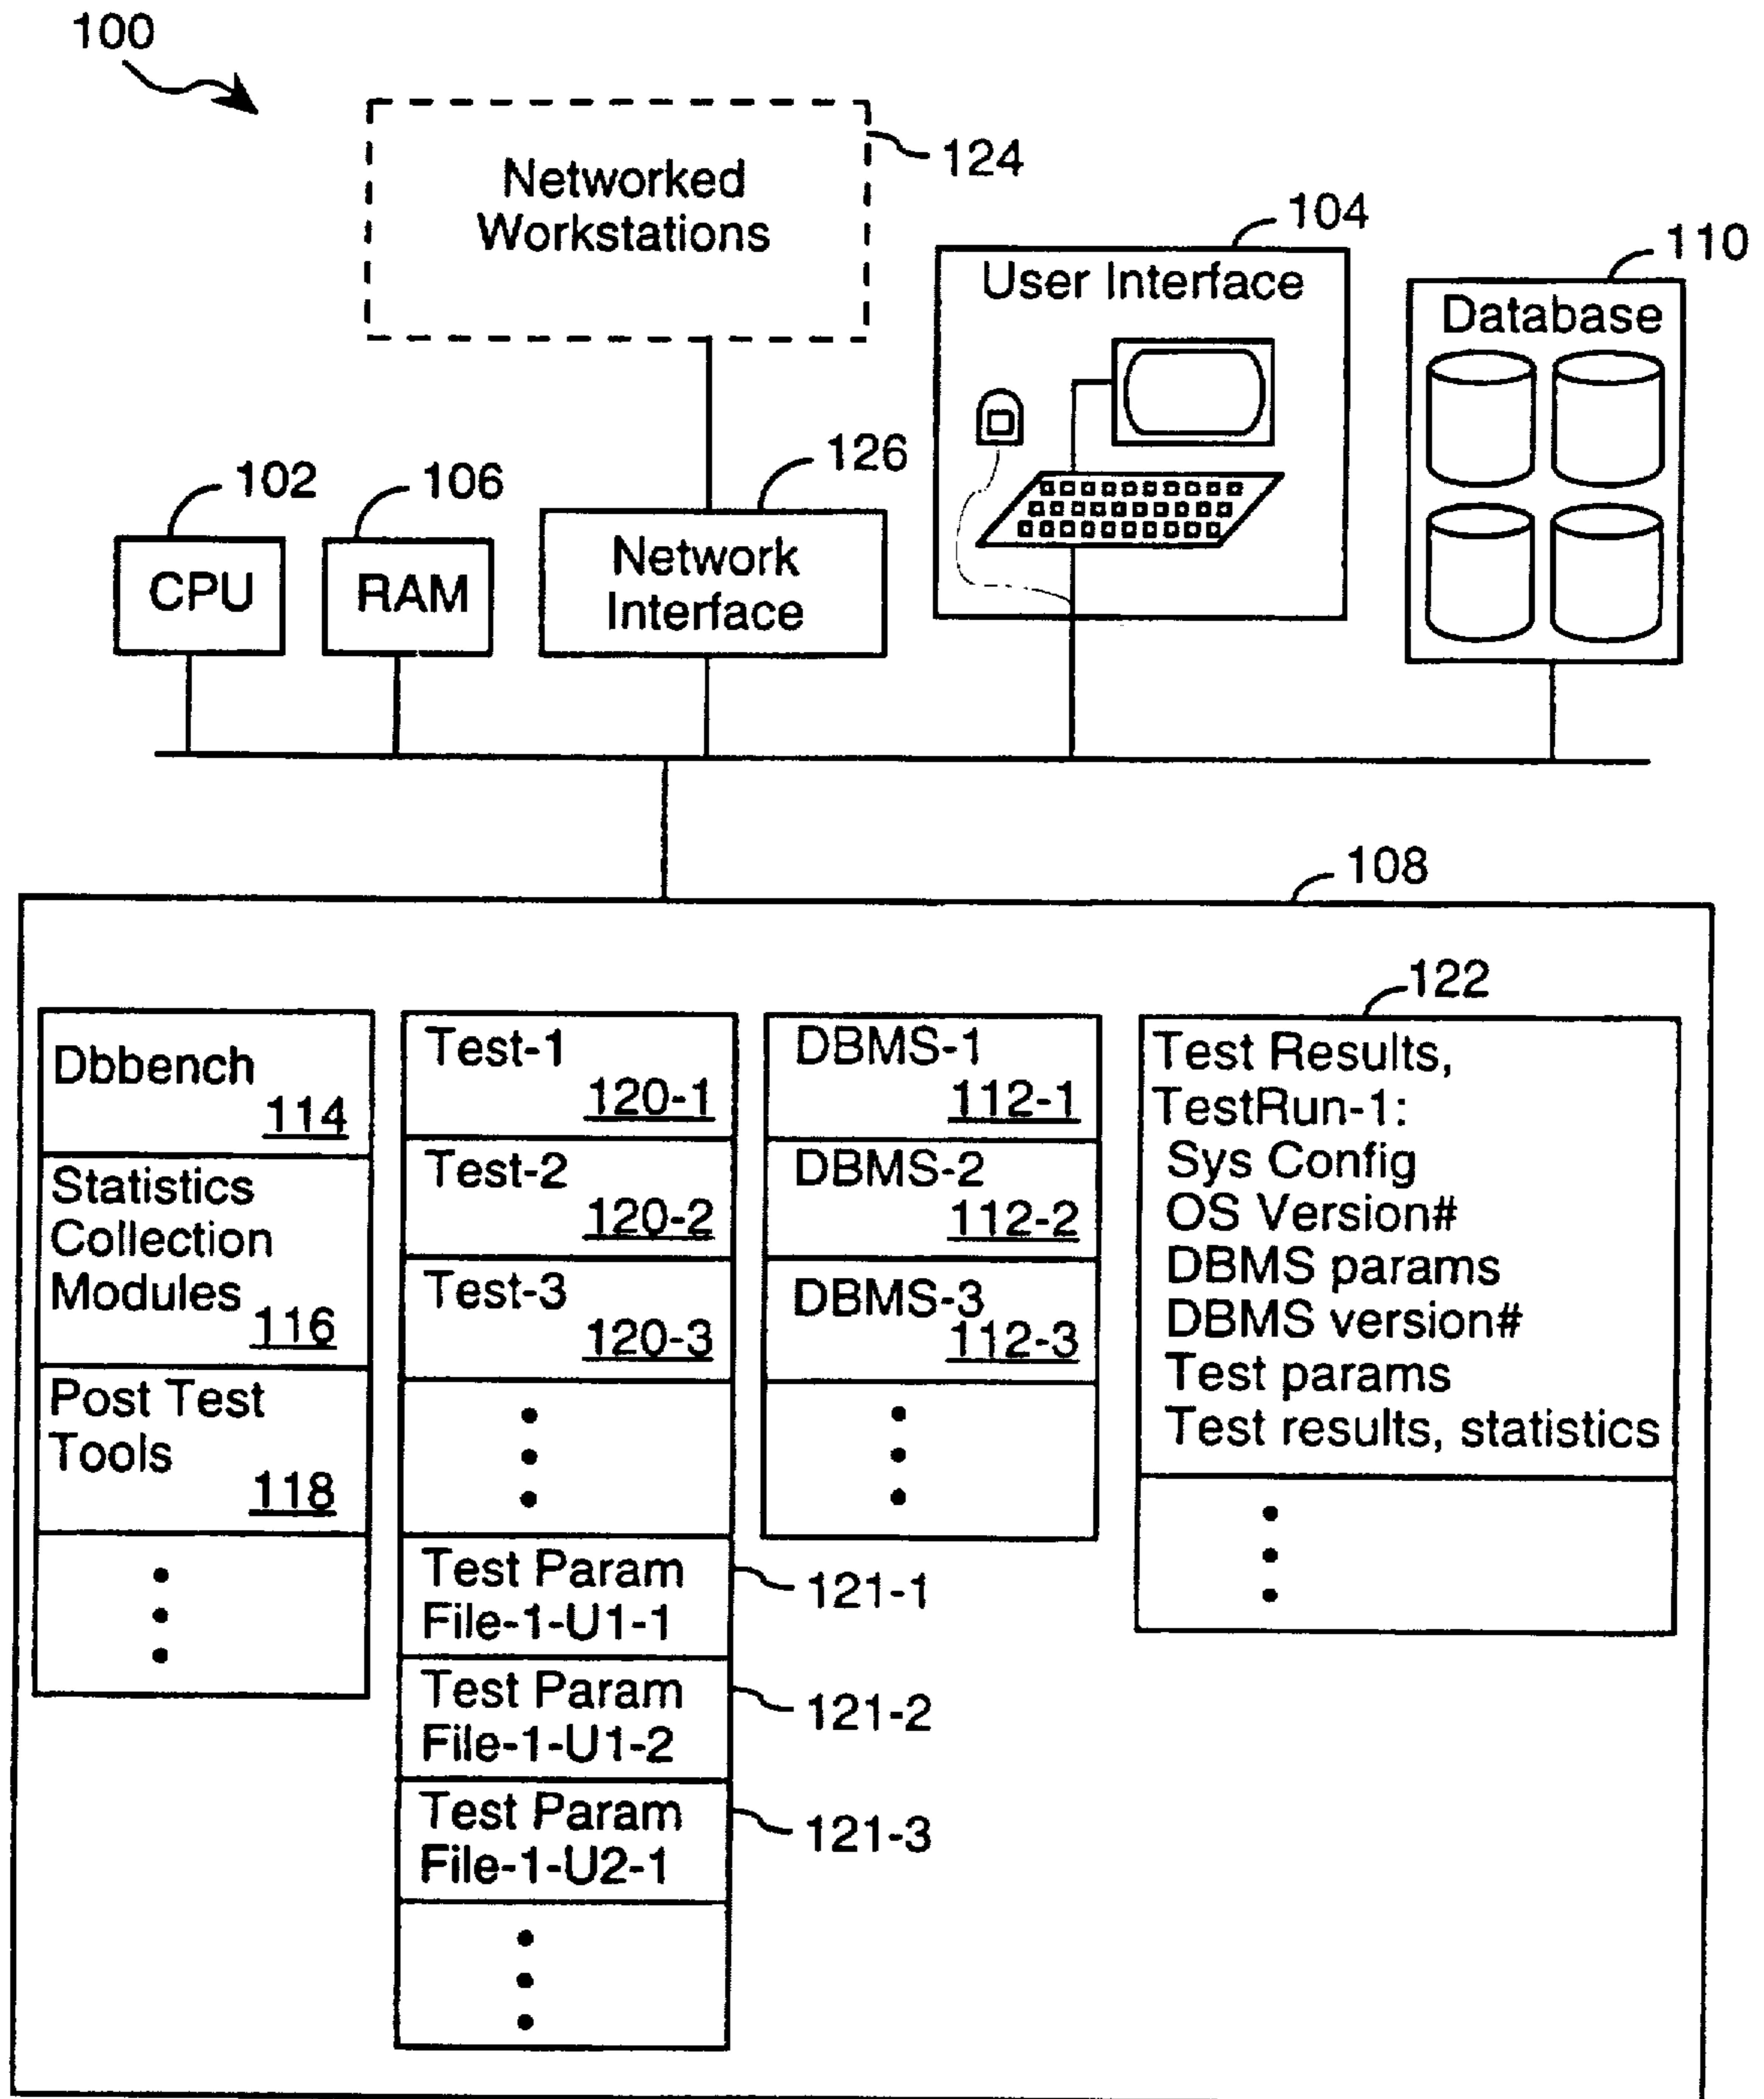 100
Networked
Workstations
124
104
User Interface
110
Database
102
CPU
106
RAM
126
Network
Interface
108
Dbbench
114
Statistics
Collection
Modules
116
Post Test
Tools
118
Test-1
120-1
Test-2
120-2
Test-3
120-3
Test Param
File-1-U1-1
121-1
Test Param
File-1-U1-2
121-2
Test Param
File-1-U2-1
121-3
DBMS-1
112-1
DBMS-2
112-2
DBMS-3
112-3
122
Test Results,
TestRun-1:
Sys Config
OS Version#
DBMS params
DBMS version#
Test params
Test results, statistics